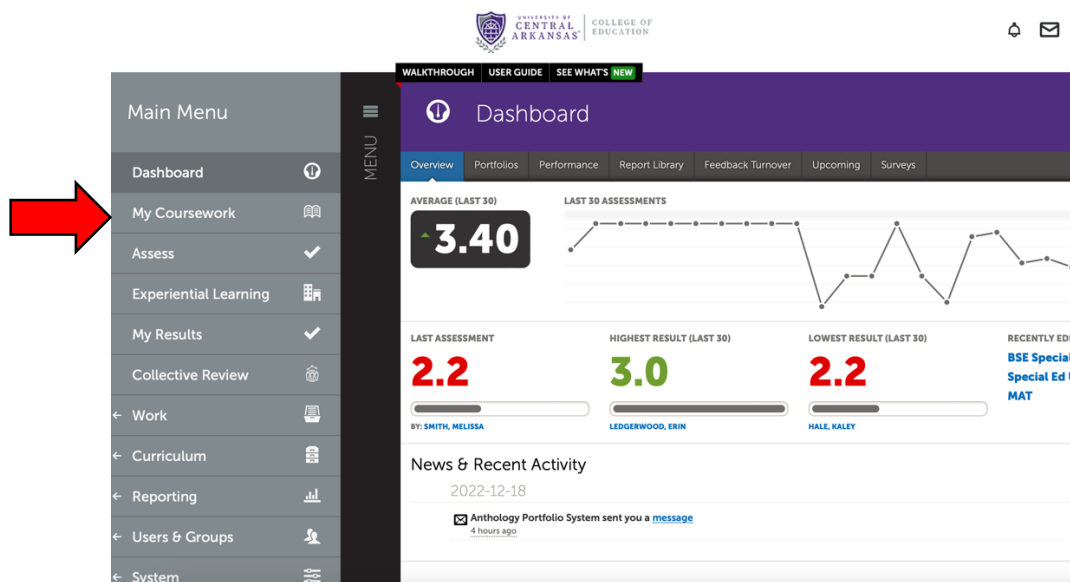 UNIVERSITY OF
CENTRAL
ARKANSAS™
COLLEGE OF
EDUCATION
WALKTHROUGH USER GUIDE SEE WHAT'S NEW
Main Menu
MENU
Dashboard
Dashboard
My Coursework
Assess
Experiential Learning
My Results
Collective Review
Work
Curriculum
Reporting
Users & Groups
System
Overview Portfolios Performance Report Library Feedback Turnover Upcoming Surveys
AVERAGE (LAST 30)
3.40
LAST 30 ASSESSMENTS
LAST ASSESSMENT
2.2
BY: SMITH, MELISSA
HIGHEST RESULT (LAST 30)
3.0
LEDGERWOOD, ERIN
LOWEST RESULT (LAST 30)
2.2
HALE, KALEY
RECENTLY EDI
BSE Special
Special Ed
MAT
News & Recent Activity
2022-12-18
Anthology Portfolio System sent you a message
4 hours ago